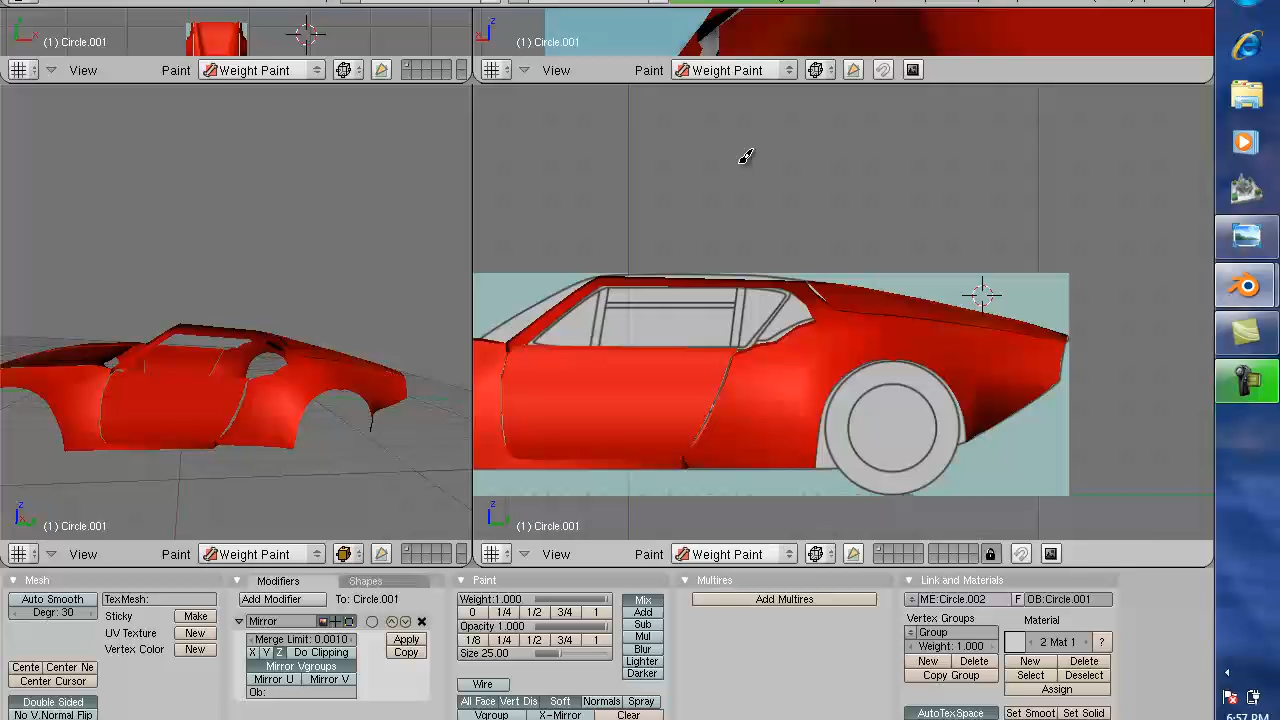 x
(1) Circle.001
z
(1) Circle.001
View Paint Weight Paint
View Paint Weight Paint
z
(1) Circle.001
z
(1) Circle.001
View Paint Weight Paint
View Paint Weight Paint
Mesh
Modifiers Shapes
Paint
Multires
Link and Materials
Auto Smooth
Degr: 30
TexMesh:
Sticky Make
UV Texture New
Vertex Color New
Cente Center Ne
Center Cursor
Double Sided
No V.Normal Flip
Add Modifier To: Circle.001
Mirror
Merge Limit: 0.0010
X Y Z Do Clipping
Mirror Vgroups
Mirror U Mirror V
Ob:
Apply
Copy
Weight:1.000
0 1/4 1/2 3/4 1
Opacity 1.000
1/8 1/4 1/2 3/4 1
Size 25.00
Mix
Add
Sub
Mul
Blur
Lighter
Darker
Wire
All Face Vert Dis Soft Normals Spray
Vgroup X-Mirror Clear
Add Multires
ME:Circle.002 F OB:Circle.001
Vertex Groups
Group
Weight: 1.000
New Delete
Copy Group
Material
2 Mat 1 ?
New Delete
Select Deselect
Assign
AutoTexSpace Set Smoot Set Solid
6:57 PM